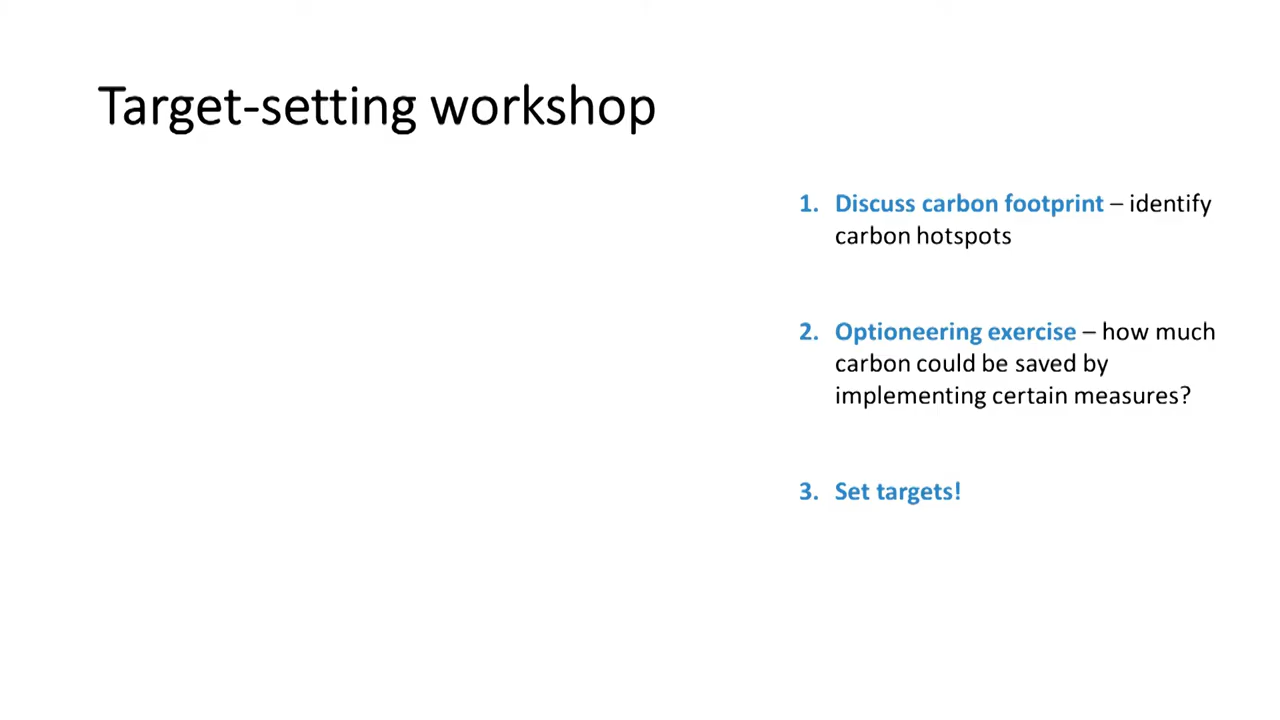 Target-setting workshop
1. Discuss carbon footprint – identify
carbon hotspots
2. Optioneering exercise – how much
carbon could be saved by
implementing certain measures?
3. Set targets!